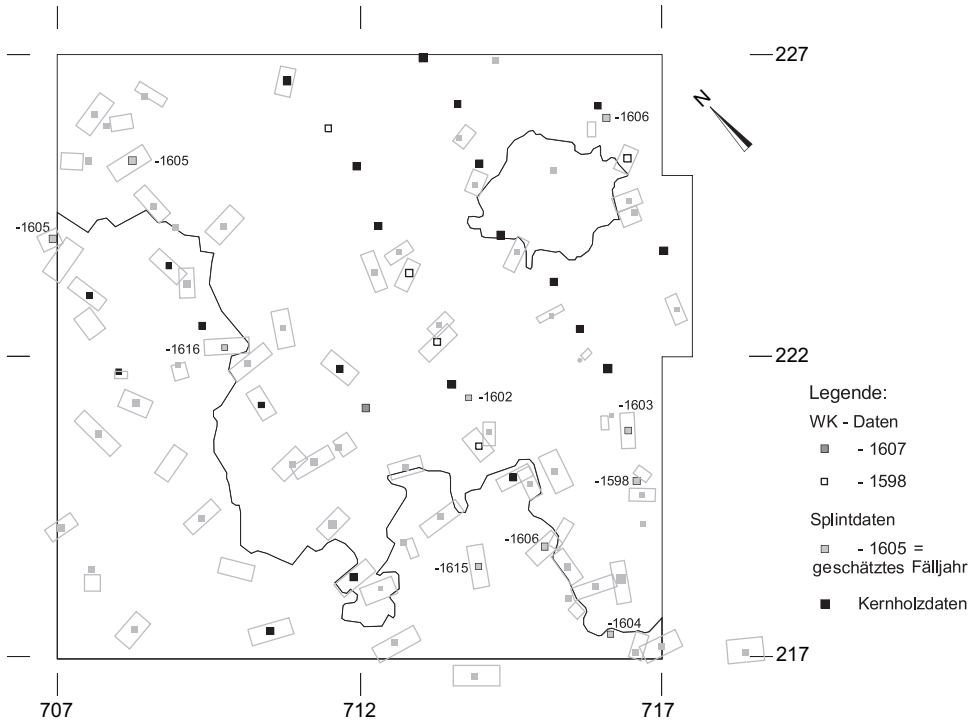 227
-1606
-1605
N
-1605
-1616
222
-1602
-1603
-1598
-1606
-1615
-1604
217
707
712
717
Legende:
WK - Daten
- 1607
- 1598
Splintdaten
- 1605 =
geschätztes Fälljahr
Kernholzdaten